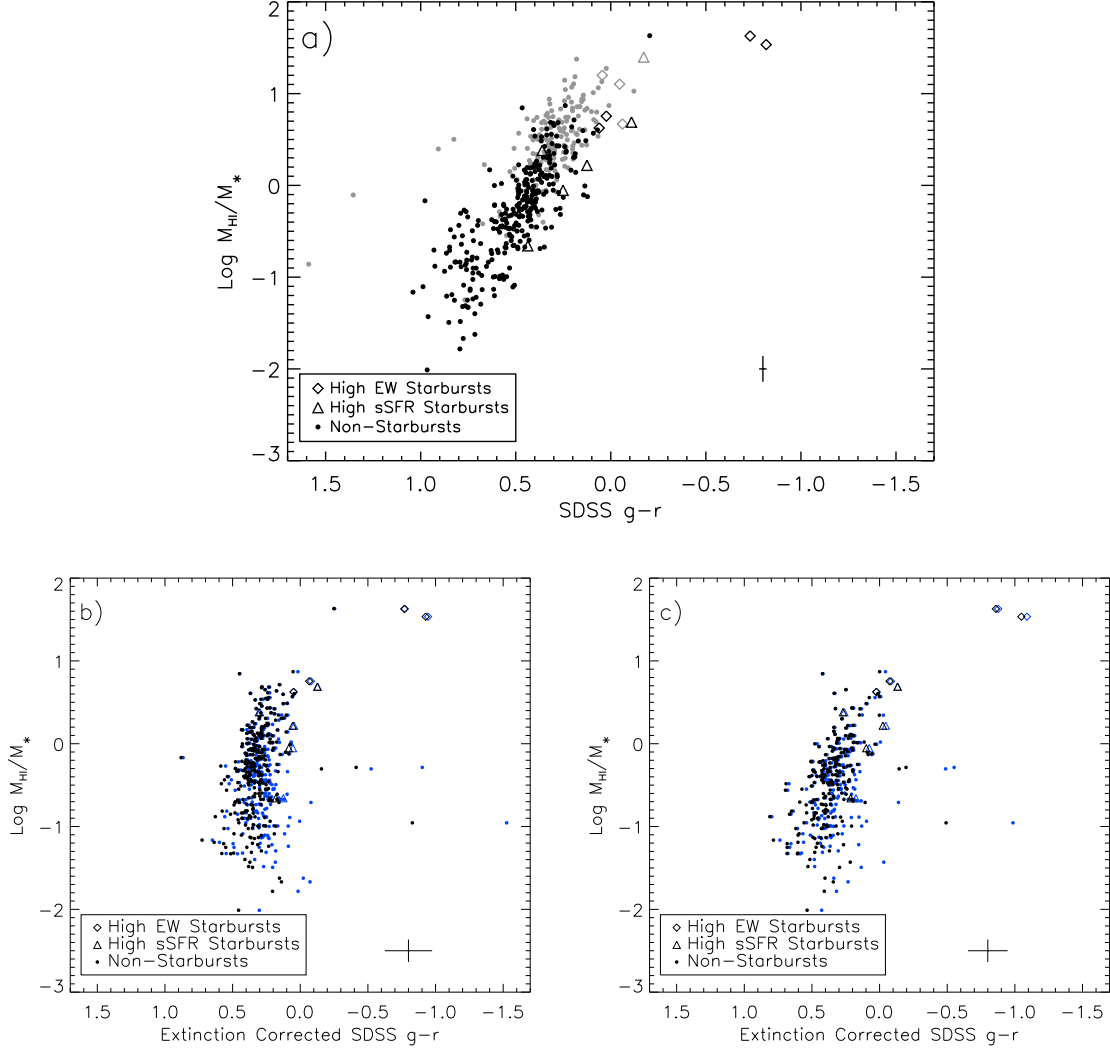 a)
2
1
0
−1
−2
−3
Log M_HI/M_*
High EW Starbursts
High sSFR Starbursts
Non−Starbursts
1.5 1.0 0.5 0.0 −0.5 −1.0 −1.5
SDSS g−r
b)
2
1
0
−1
−2
−3
Log M_HI/M_*
High EW Starbursts
High sSFR Starbursts
Non−Starbursts
1.5 1.0 0.5 0.0 −0.5 −1.0 −1.5
Extinction Corrected SDSS g−r
c)
2
1
0
−1
−2
−3
Log M_HI/M_*
High EW Starbursts
High sSFR Starbursts
Non−Starbursts
1.5 1.0 0.5 0.0 −0.5 −1.0 −1.5
Extinction Corrected SDSS g−r